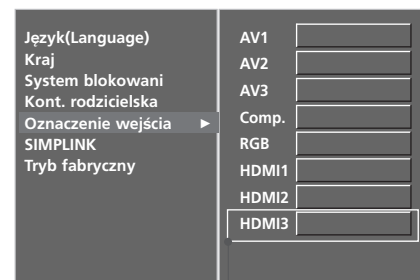 Język(Language)
Kraj
System blokowani
Kont. rodzicielska
Oznaczenie wejścia ►
SIMPLINK
Tryb fabryczny
AV1
AV2
AV3
Comp.
RGB
HDMI1
HDMI2
HDMI3